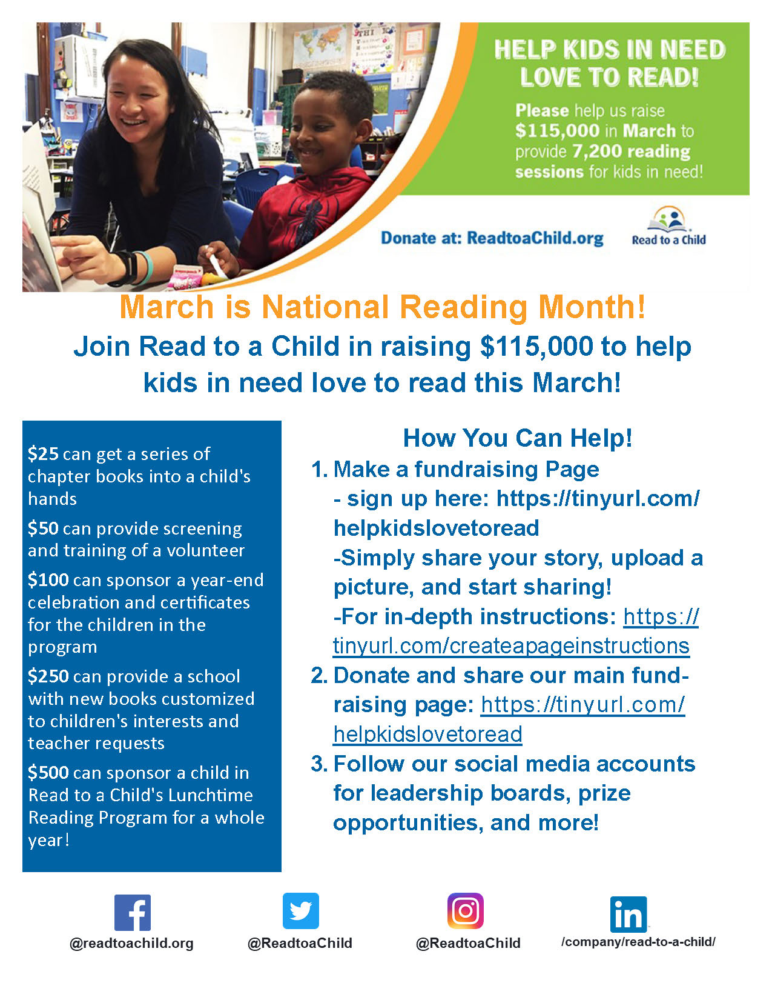 HELP KIDS IN NEED
LOVE TO READ!
Please help us raise
$115,000 in March to
provide 7,200 reading
sessions for kids in need!
Donate at: ReadtoaChild.org
Read to a Child
March is National Reading Month!
Join Read to a Child in raising $115,000 to help
kids in need love to read this March!
$25 can get a series of
chapter books into a child's
hands
$50 can provide screening
and training of a volunteer
$100 can sponsor a year-end
celebration and certificates
for the children in the
program
$250 can provide a school
with new books customized
to children's interests and
teacher requests
$500 can sponsor a child in
Read to a Child's Lunchtime
Reading Program for a whole
year!
How You Can Help!
1. Make a fundraising Page
- sign up here: https://tinyurl.com/
helpkidslovetoread
-Simply share your story, upload a
picture, and start sharing!
-For in-depth instructions: https://
tinyurl.com/createapageinstructions
2. Donate and share our main fund-
raising page: https://tinyurl.com/
helpkidslovetoread
3. Follow our social media accounts
for leadership boards, prize
opportunities, and more!
@readtoachild.org
@ReadtoaChild
@ReadtoaChild
/company/read-to-a-child/